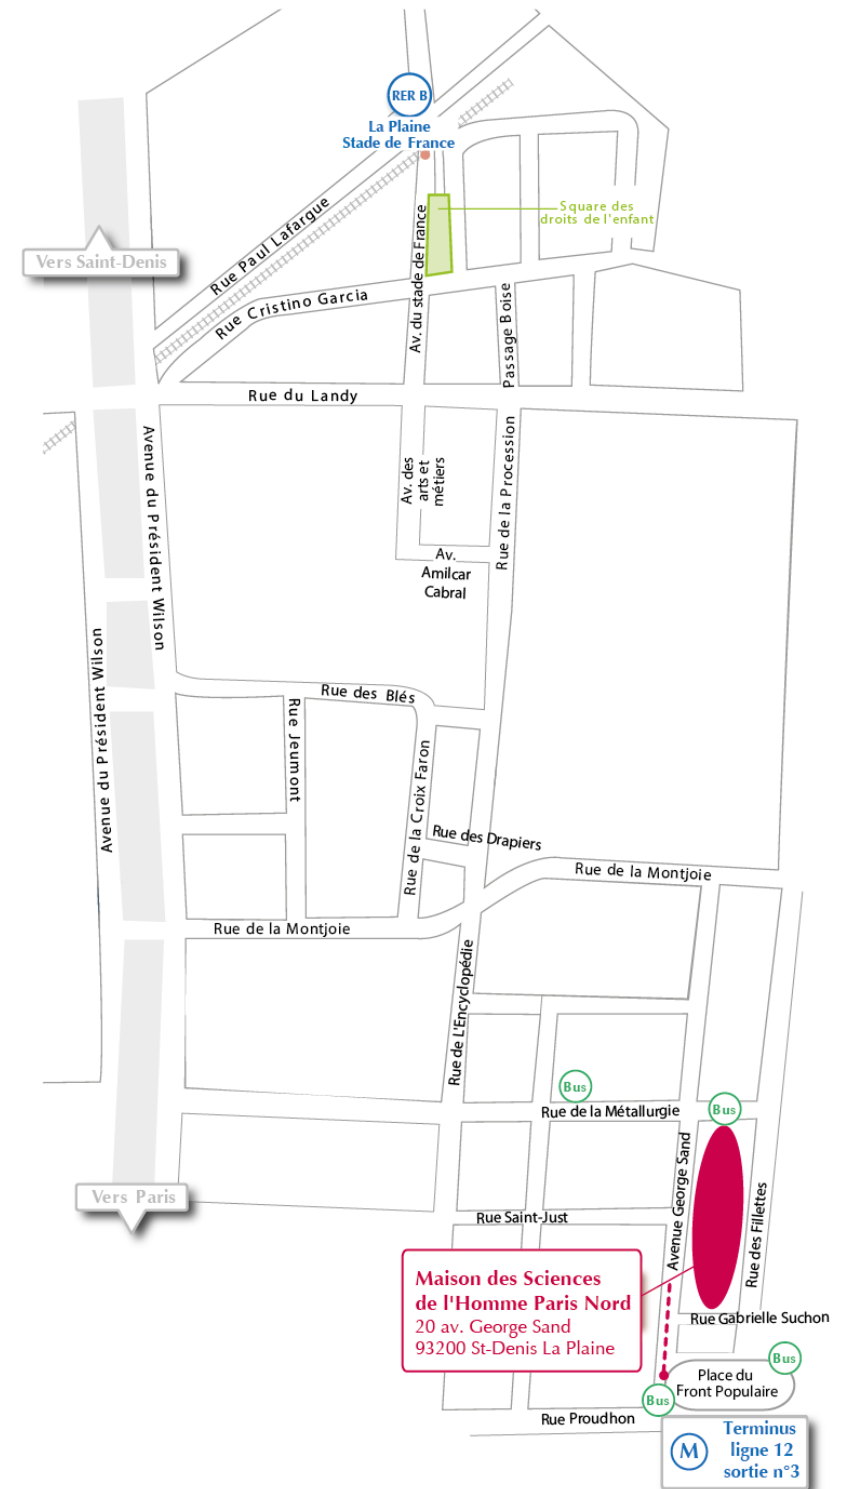 RER B
La Plaine
Stade de France
Square des
droits de l'enfant
Rue Paul Lafargue
Vers Saint-Denis
Av. du stade de France
Rue Cristino Garcia
Passage Boise
Rue du Landy
Avenue du Président Wilson
Av. des
arts et
métiers
Rue de la Procession
Av.
Amilcar
Cabral
Avenue du Président Wilson
Rue des Blés
Rue Jeumont
Rue de la Croix Faron
Rue des Drapiers
Rue de la Montjoie
Rue de la Montjoie
Rue de L'Encyclopédie
Bus
Rue de la Métallurgie
Bus
Avenue George Sand
Rue des Fillettes
Vers Paris
Rue Saint-Just
Maison des Sciences
de l'Homme Paris Nord
20 av. George Sand
93200 St-Denis La Plaine
Rue Gabrielle Suchon
Bus
Place du
Front Populaire
Bus
Rue Proudhon
M
Terminus
ligne 12
sortie n°3